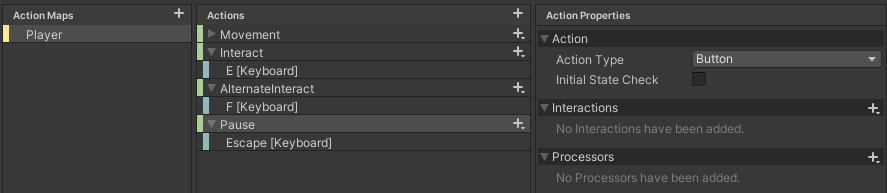 Action Maps +
Player
Actions +
Movement +
Interact +
E [Keyboard]
AlternateInteract +
F [Keyboard]
Pause +
Escape [Keyboard]
Action Properties
Action
Action Type Button
Initial State Check
Interactions +
No Interactions have been added.
Processors +
No Processors have been added.